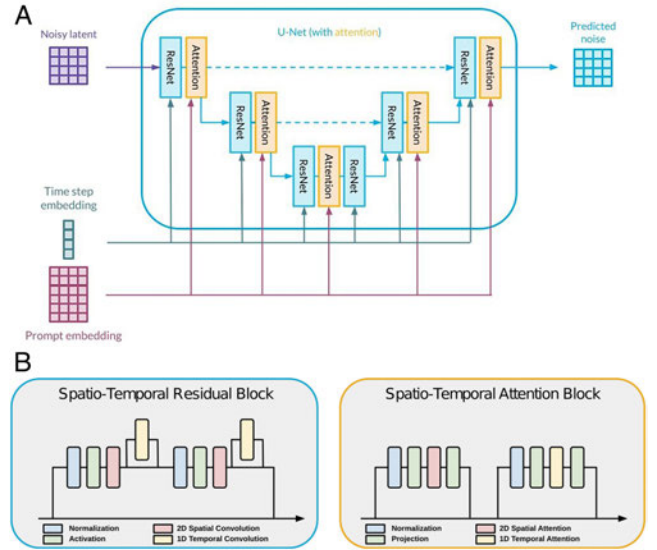 A
U-Net (with attention)
Noisy latent
Predicted
noise
ResNet
Attention
ResNet
Attention
ResNet
Attention
ResNet
Attention
ResNet
ResNet
Attention
ResNet
Attention
Time step
embedding
Prompt embedding
B
Spatio-Temporal Residual Block
Normalization
2D Spatial Convolution
Activation
1D Temporal Convolution
Spatio-Temporal Attention Block
Normalization
2D Spatial Attention
Projection
1D Temporal Attention